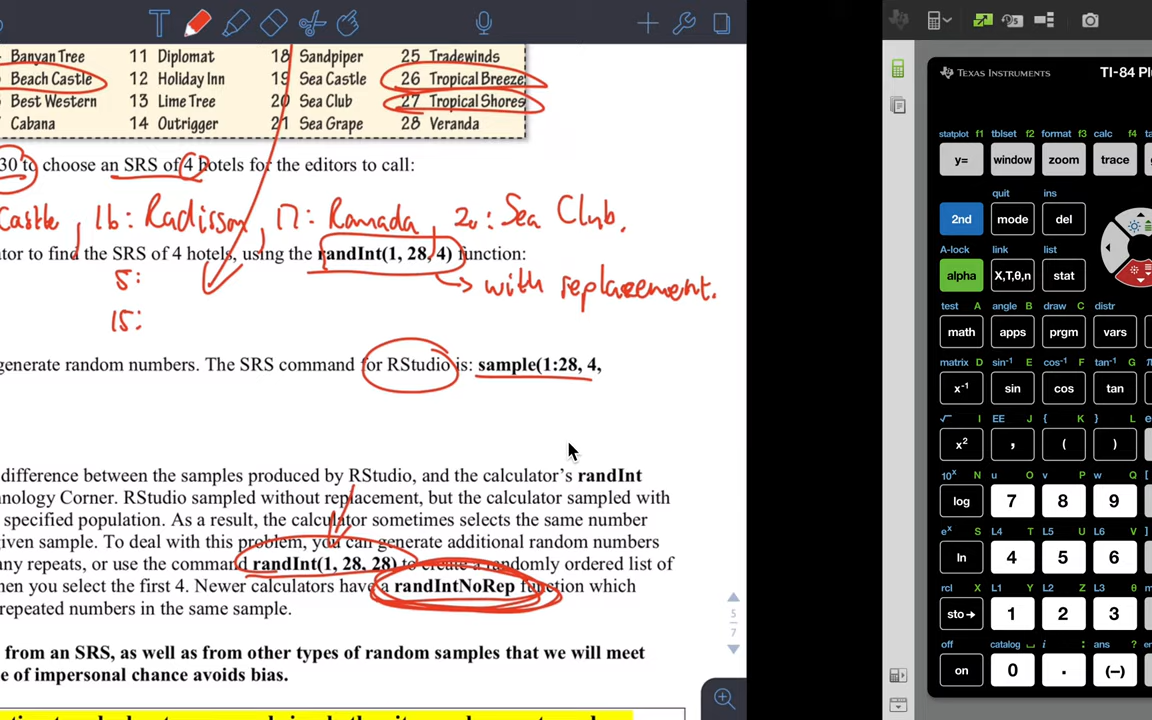 Banyan Tree 11 Diplomat 18 Sandpiper 25 Tradewinds
Beach Castle 12 Holiday Inn 19 Sea Castle 26 Tropical Breeze
Best Western 13 Lime Tree 20 Sea Club 27 Tropical Shores
Cabana 14 Outrigger 21 Sea Grape 28 Veranda
30 to choose an SRS of 4 hotels for the editors to call:
Castle, 16: Radisson, 17: Ramada, 20: Sea Club.
ator to find the SRS of 4 hotels, using the randInt(1, 28, 4) function:
5: → with replacement.
15:
generate random numbers. The SRS command for RStudio is: sample(1:28, 4,
difference between the samples produced by RStudio, and the calculator's randInt
nology Corner. RStudio sampled without replacement, but the calculator sampled with
specified population. As a result, the calculator sometimes selects the same number
given sample. To deal with this problem, you can generate additional random numbers
any repeats, or use the command randInt(1, 28, 28) to create a randomly ordered list of
hen you select the first 4. Newer calculators have a randIntNoRep function which
repeated numbers in the same sample.
from an SRS, as well as from other types of random samples that we will meet
e of impersonal chance avoids bias.
5
7
TEXAS INSTRUMENTS TI-84 Pl
statplot f1 tblset f2 format f3 calc f4
y= window zoom trace
quit ins
2nd mode del
A-lock link list
alpha X,T,θ,n stat
test A angle B draw C distr
math apps prgm vars
matrix D sin⁻¹ E cos⁻¹ F tan⁻¹ G π
x⁻¹ sin cos tan
√ I EE J { K } L e
x² , ( )
10ˣ N u O v P w Q [
log 7 8 9
eˣ S L4 T L5 U L6 V ]
ln 4 5 6
rcl X L1 Y L2 Z L3 θ
sto→ 1 2 3
off catalog i : ans ?
on 0 . (−)